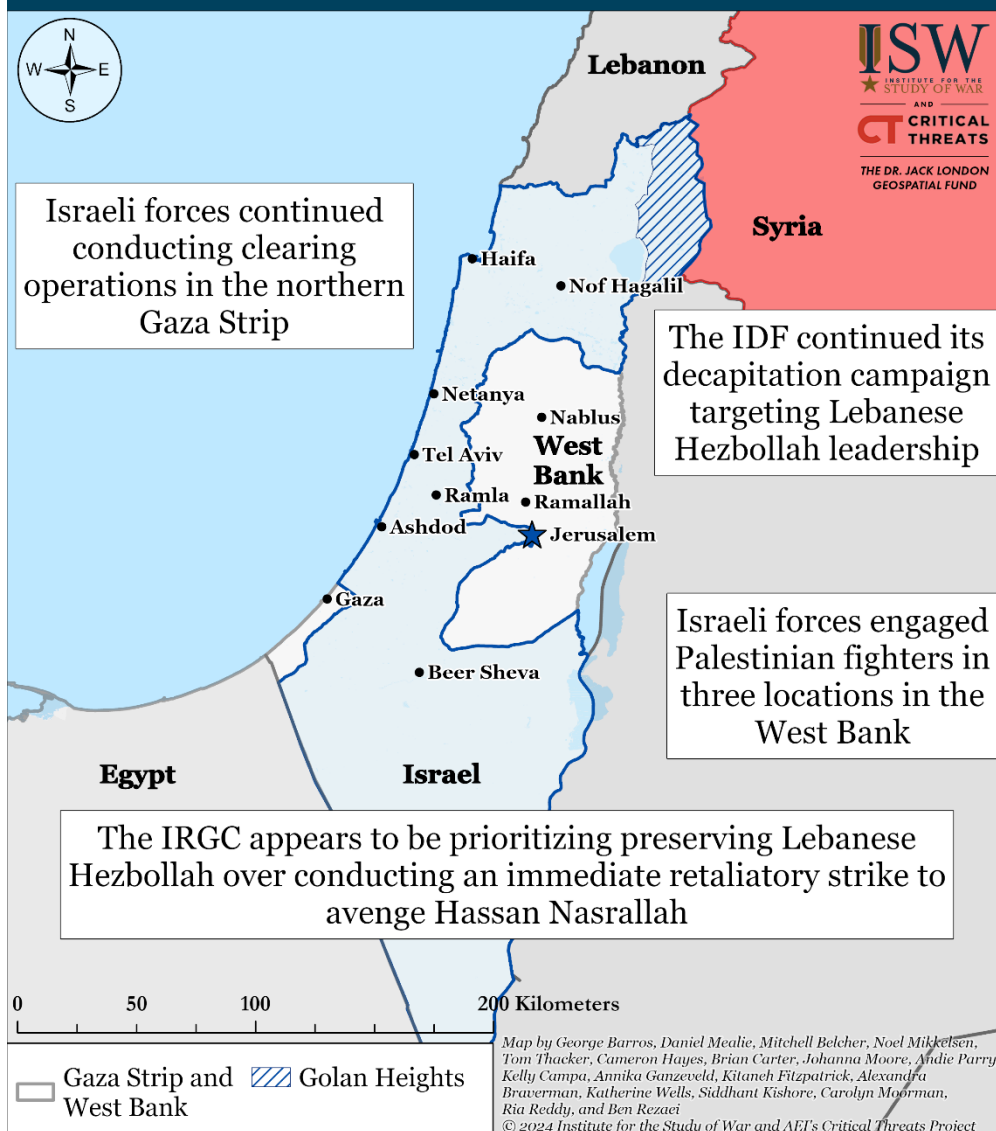 N
W
E
S
Lebanon
ISW
INSTITUTE FOR THE
STUDY OF WAR
AND
CT CRITICAL
THREATS
THE DR. JACK LONDON
GEOSPATIAL FUND
Israeli forces continued
conducting clearing
operations in the northern
Gaza Strip
Syria
Haifa
Nof Hagalil
The IDF continued its
decapitation campaign
targeting Lebanese
Hezbollah leadership
Netanya
Nablus
West
Bank
Tel Aviv
Ramla
Ramallah
Ashdod
Jerusalem
Gaza
Israeli forces engaged
Palestinian fighters in
three locations in the
West Bank
Beer Sheva
Egypt
Israel
The IRGC appears to be prioritizing preserving Lebanese
Hezbollah over conducting an immediate retaliatory strike to
avenge Hassan Nasrallah
0 50 100 200 Kilometers
Gaza Strip and
West Bank
Golan Heights
Map by George Barros, Daniel Mealie, Mitchell Belcher, Noel Mikkelsen,
Tom Thacker, Cameron Hayes, Brian Carter, Johanna Moore, Andie Parry,
Kelly Campa, Annika Ganzeveld, Kitaneh Fitzpatrick, Alexandra
Braverman, Katherine Wells, Siddhant Kishore, Carolyn Moorman,
Ria Reddy, and Ben Rezaei
© 2024 Institute for the Study of War and AEI's Critical Threats Project